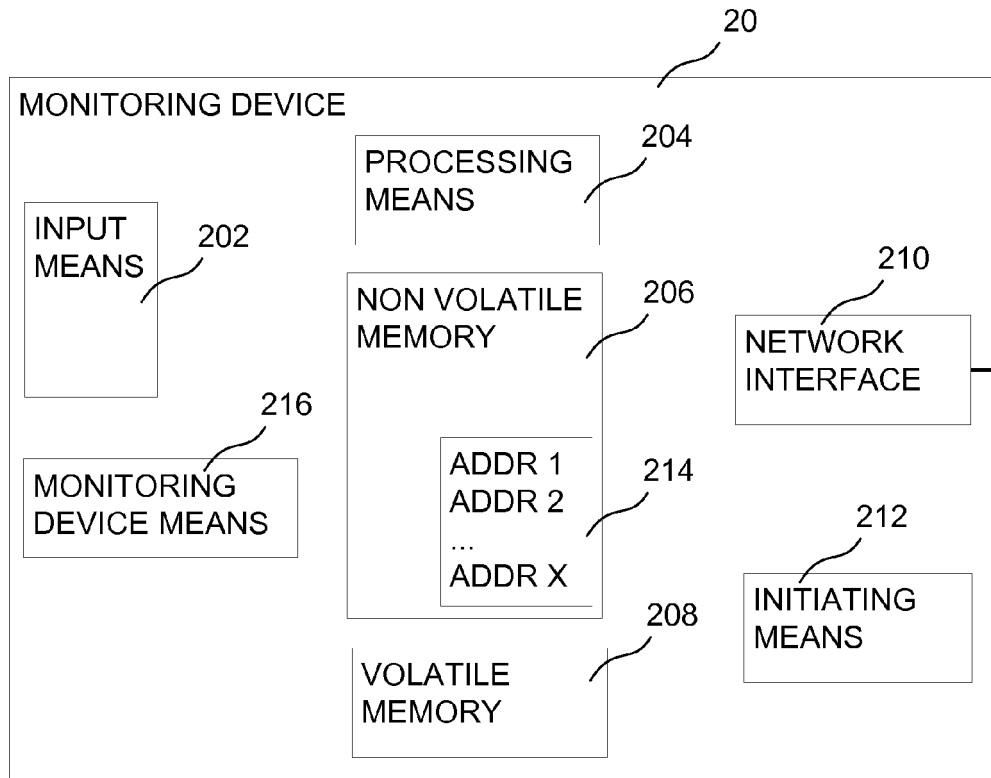 20
MONITORING DEVICE
204
PROCESSING
MEANS
INPUT
MEANS
202
206
NON VOLATILE
MEMORY
210
NETWORK
INTERFACE
216
MONITORING
DEVICE MEANS
ADDR 1
ADDR 2
...
ADDR X
214
212
INITIATING
MEANS
208
VOLATILE
MEMORY